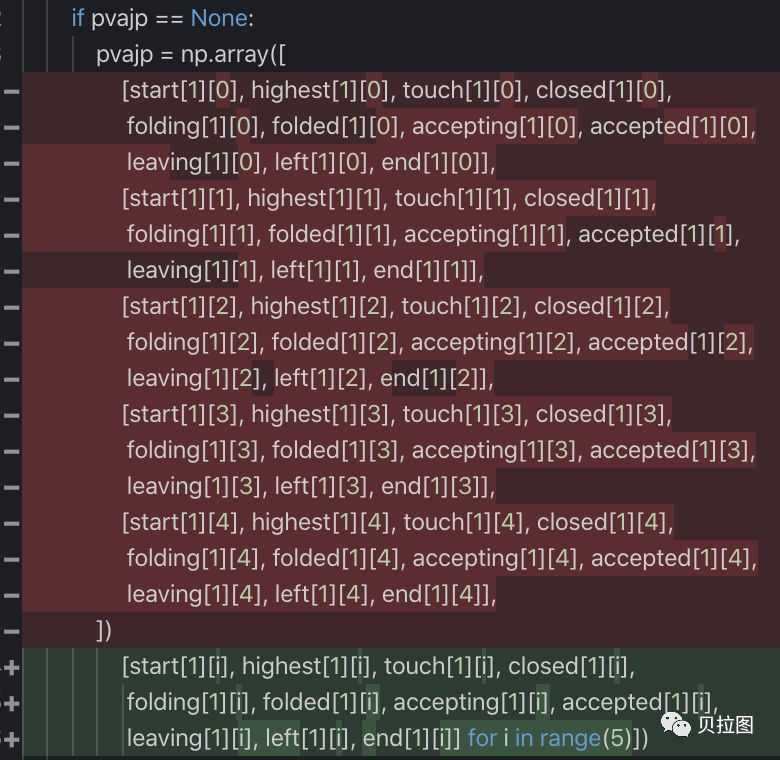 if pvajp == None:
pvajp = np.array([
[start[1][0], highest[1][0], touch[1][0], closed[1][0],
folding[1][0], folded[1][0], accepting[1][0], accepted[1][0],
leaving[1][0], left[1][0], end[1][0]],
[start[1][1], highest[1][1], touch[1][1], closed[1][1],
folding[1][1], folded[1][1], accepting[1][1], accepted[1][1],
leaving[1][1], left[1][1], end[1][1]],
[start[1][2], highest[1][2], touch[1][2], closed[1][2],
folding[1][2], folded[1][2], accepting[1][2], accepted[1][2],
leaving[1][2], left[1][2], end[1][2]],
[start[1][3], highest[1][3], touch[1][3], closed[1][3],
folding[1][3], folded[1][3], accepting[1][3], accepted[1][3],
leaving[1][3], left[1][3], end[1][3]],
[start[1][4], highest[1][4], touch[1][4], closed[1][4],
folding[1][4], folded[1][4], accepting[1][4], accepted[1][4],
leaving[1][4], left[1][4], end[1][4]],
])
[start[1][i], highest[1][i], touch[1][i], closed[1][i],
folding[1][i], folded[1][i], accepting[1][i], accepted[1][i],
leaving[1][i], left[1][i], end[1][i]] for i in range(5)])
贝拉图